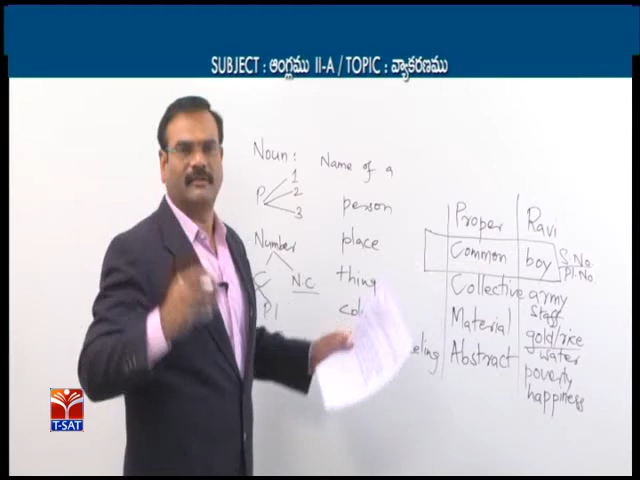 SUBJECT : ఆంగ్లము II-A / TOPIC : వ్యాకరణము
Noun : Name of a
P 1
2
3
person
Number
place
C N.C.
thing
Pl
Proper Ravi
Common boy S.No.
Pl.No
Collective army
staff
Material gold/rice
water
Abstract poverty
happiness
T-SAT